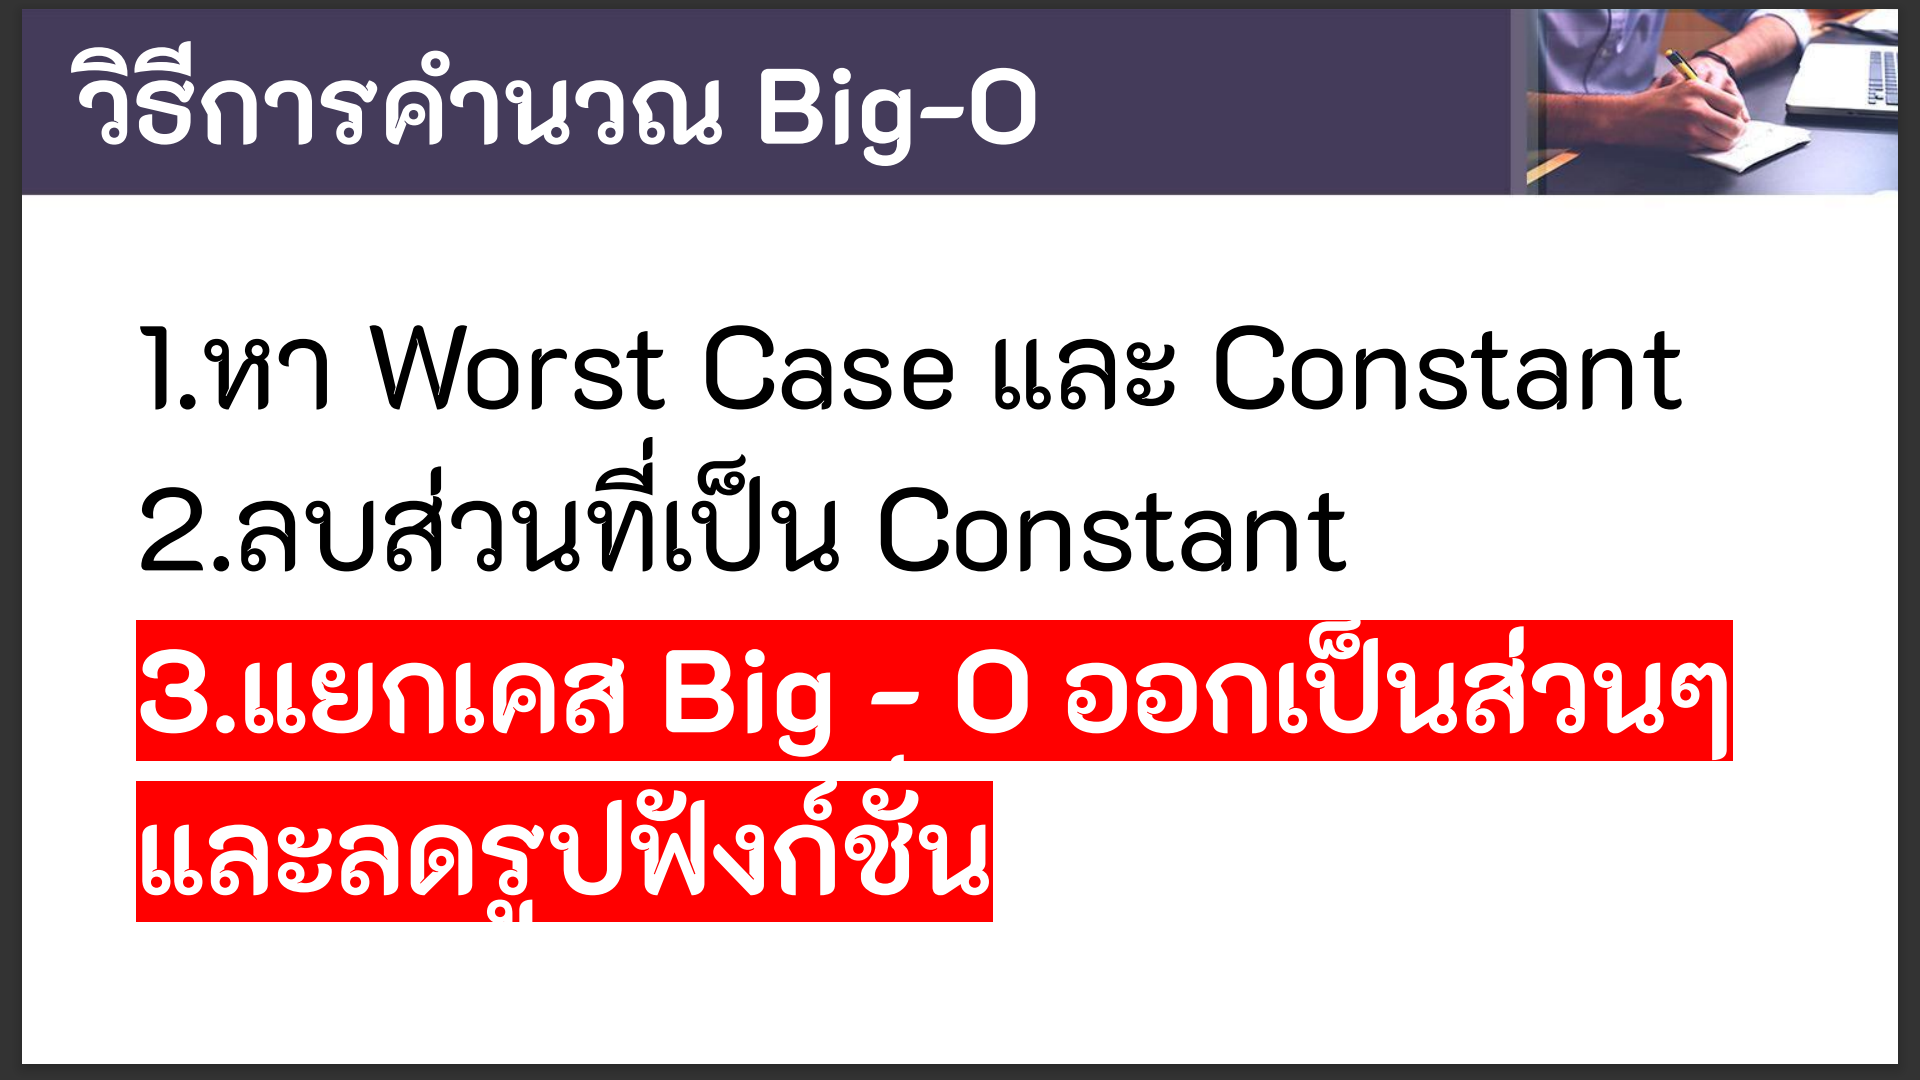 วิธีการคำนวณ Big-O
1.หา Worst Case และ Constant
2.ลบส่วนที่เป็น Constant
3.แยกเคส Big - O ออกเป็นส่วนๆ
และลดรูปฟังก์ชั่น